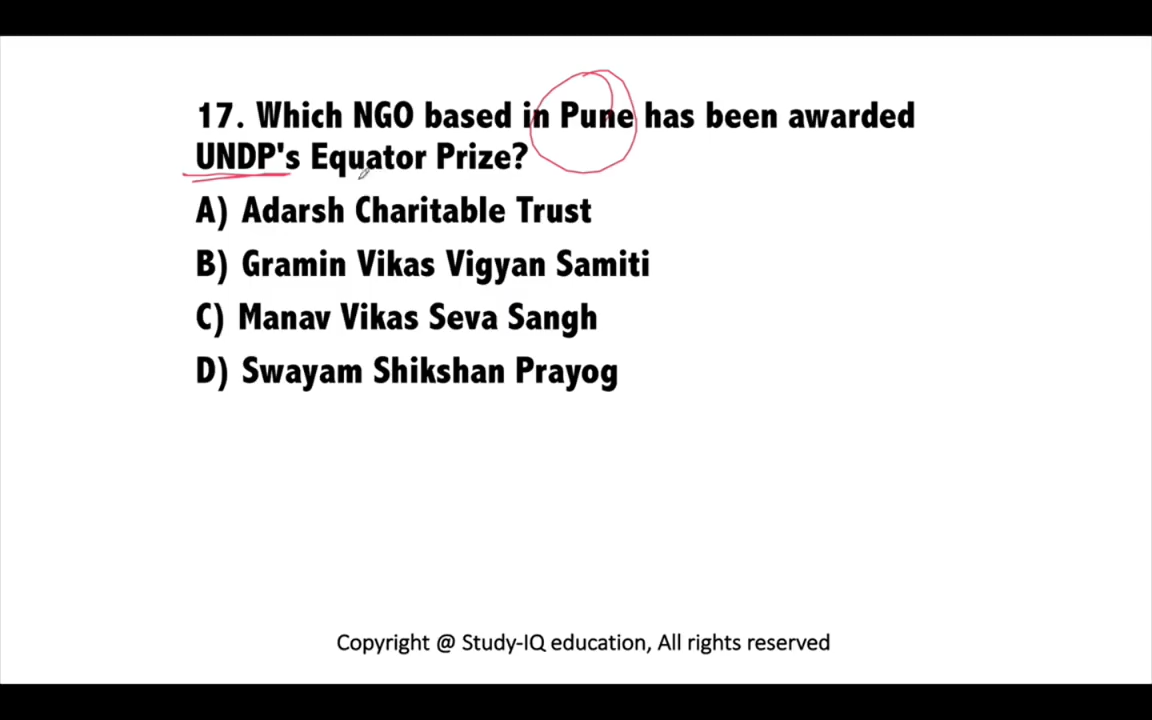 17. Which NGO based in Pune has been awarded
UNDP's Equator Prize?
A) Adarsh Charitable Trust
B) Gramin Vikas Vigyan Samiti
C) Manav Vikas Seva Sangh
D) Swayam Shikshan Prayog
Copyright @ Study-IQ education, All rights reserved